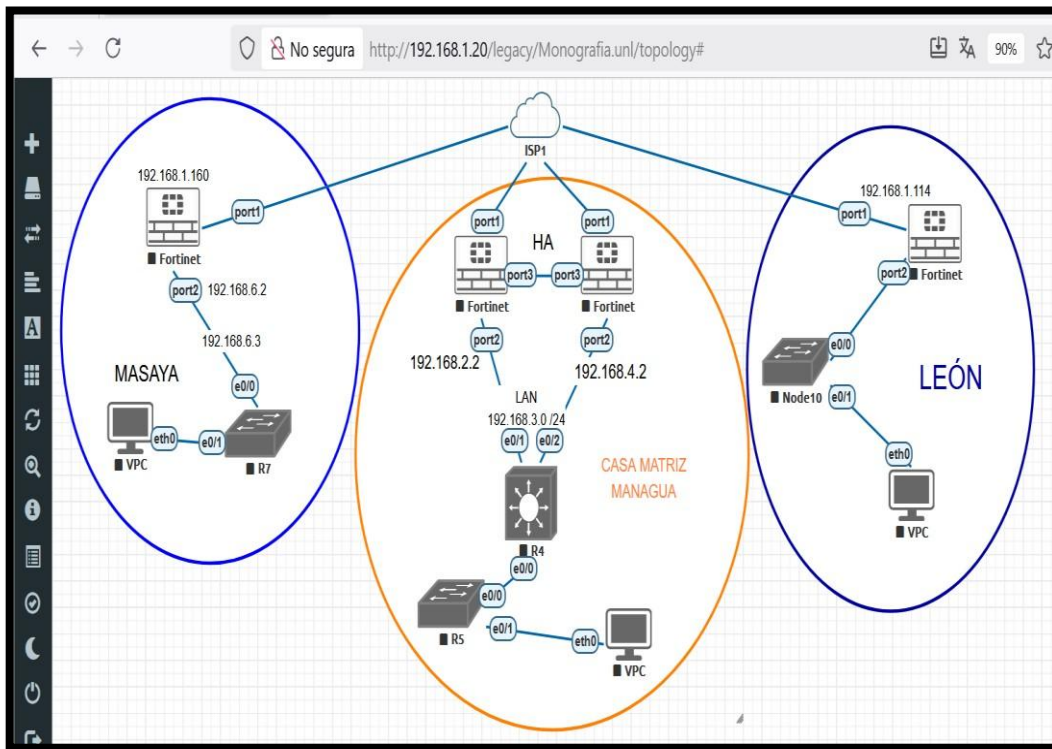 No segura http://192.168.1.20/legacy/Monografia.unl/topology# 90%
ISP1
192.168.1.160
port1
Fortinet
port2 192.168.6.2
192.168.6.3
MASAYA
e0/0
eth0 e0/1
VPC
R7
port1 port1
HA
port3 port3
Fortinet Fortinet
port2 port2
192.168.2.2 192.168.4.2
LAN
192.168.3.0 /24
e0/1 e0/2
CASA MATRIZ
MANAGUA
R4
e0/0
e0/0
R5
e0/1 eth0
VPC
192.168.1.114
port1
port2 Fortinet
e0/0
LEÓN
Node10
e0/1
eth0
VPC